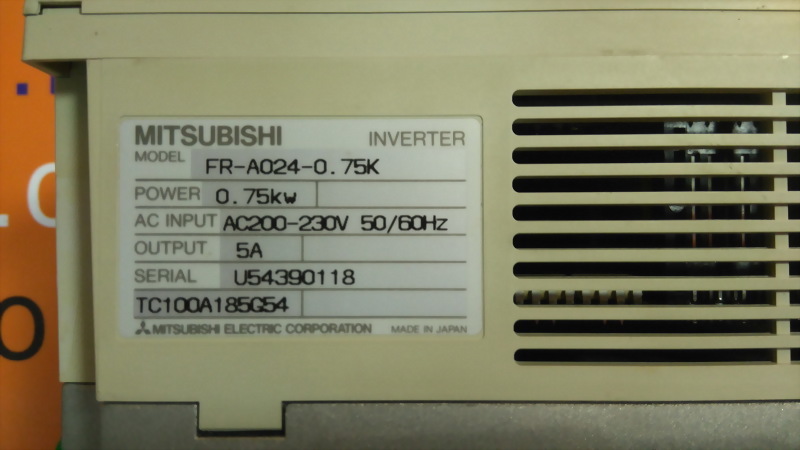 MITSUBISHI INVERTER
MODEL FR-A024-0.75K
POWER 0.75kw
AC INPUT AC200-230V 50/60Hz
OUTPUT 5A
SERIAL U54390118
TC100A185G54
MITSUBISHI ELECTRIC CORPORATION MADE IN JAPAN